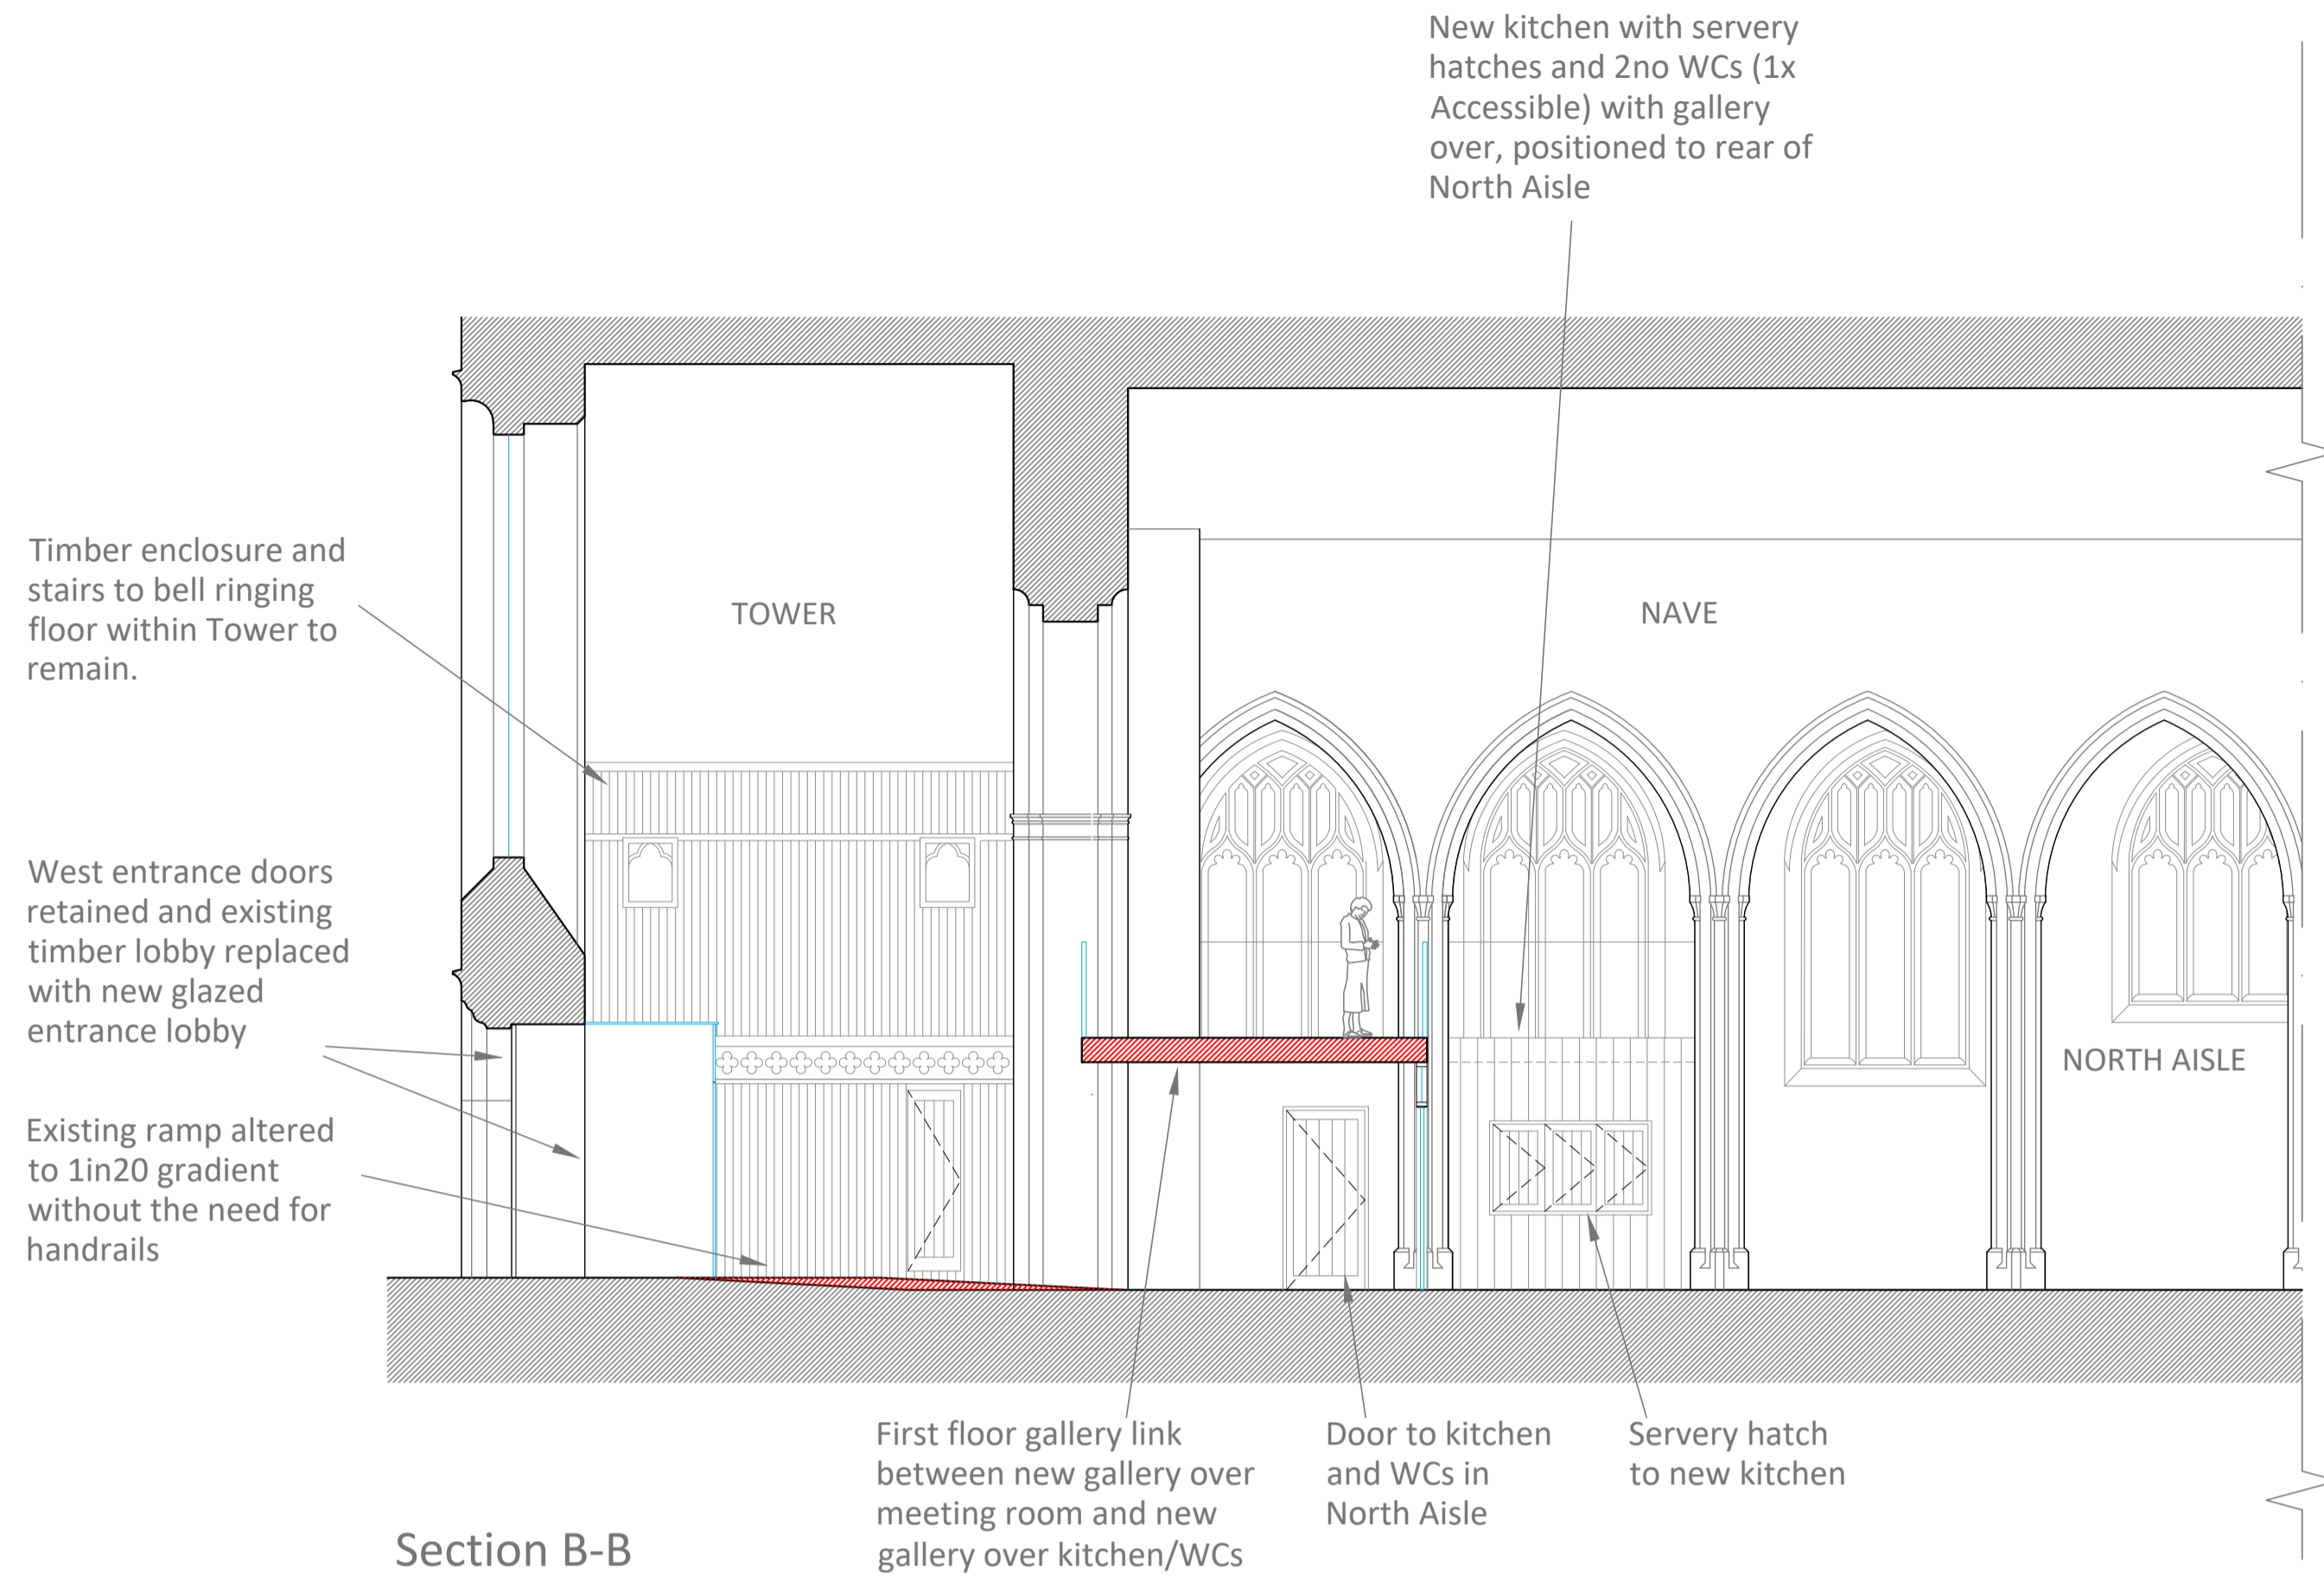 New kitchen with servery
hatches and 2no WCs (1x
Accessible) with gallery
over, positioned to rear of
North Aisle
Timber enclosure and
stairs to bell ringing
floor within Tower to
remain.
TOWER
NAVE
West entrance doors
retained and existing
timber lobby replaced
with new glazed
entrance lobby
NORTH AISLE
Existing ramp altered
to 1in20 gradient
without the need for
handrails
First floor gallery link
between new gallery over
meeting room and new
gallery over kitchen/WCs
Door to kitchen
and WCs in
North Aisle
Servery hatch
to new kitchen
Section B-B